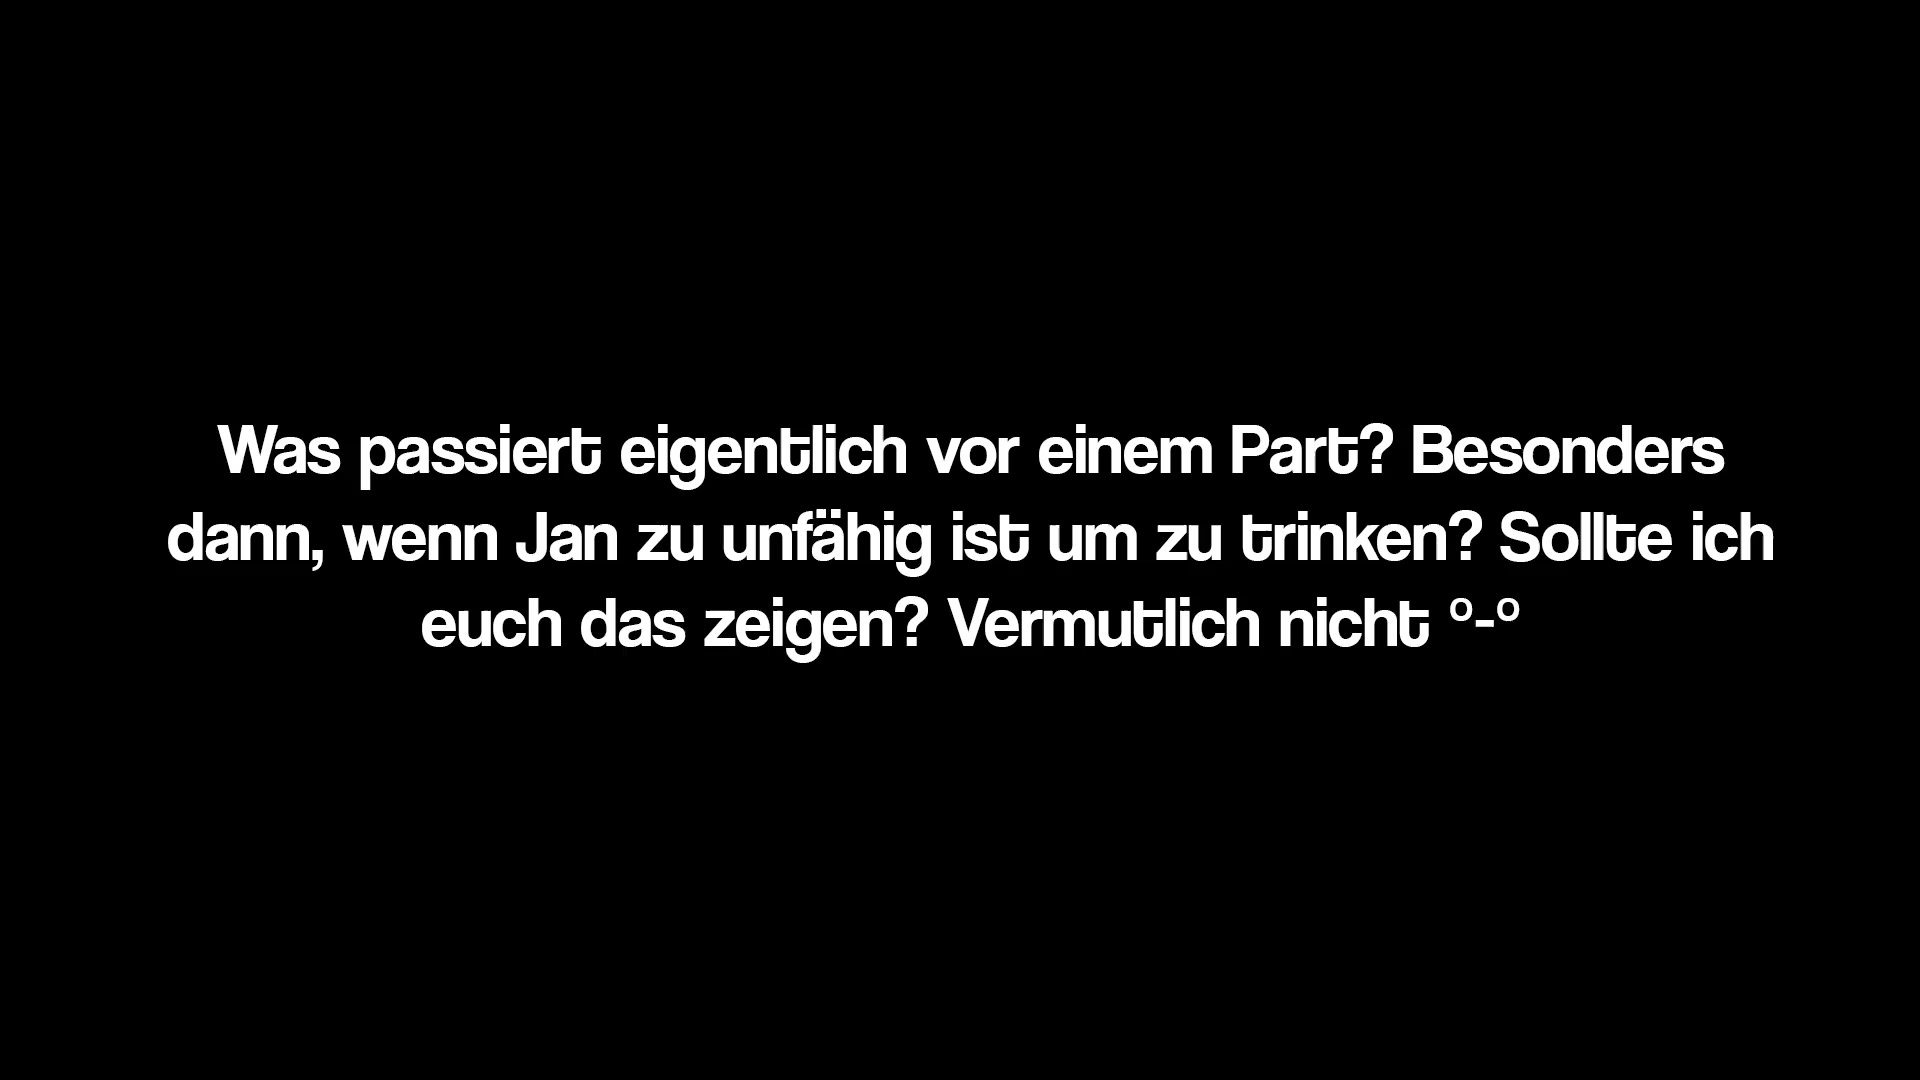 Was passiert eigentlich vor einem Part? Besonders
dann, wenn Jan zu unfähig ist um zu trinken? Sollte ich
euch das zeigen? Vermutlich nicht º-º